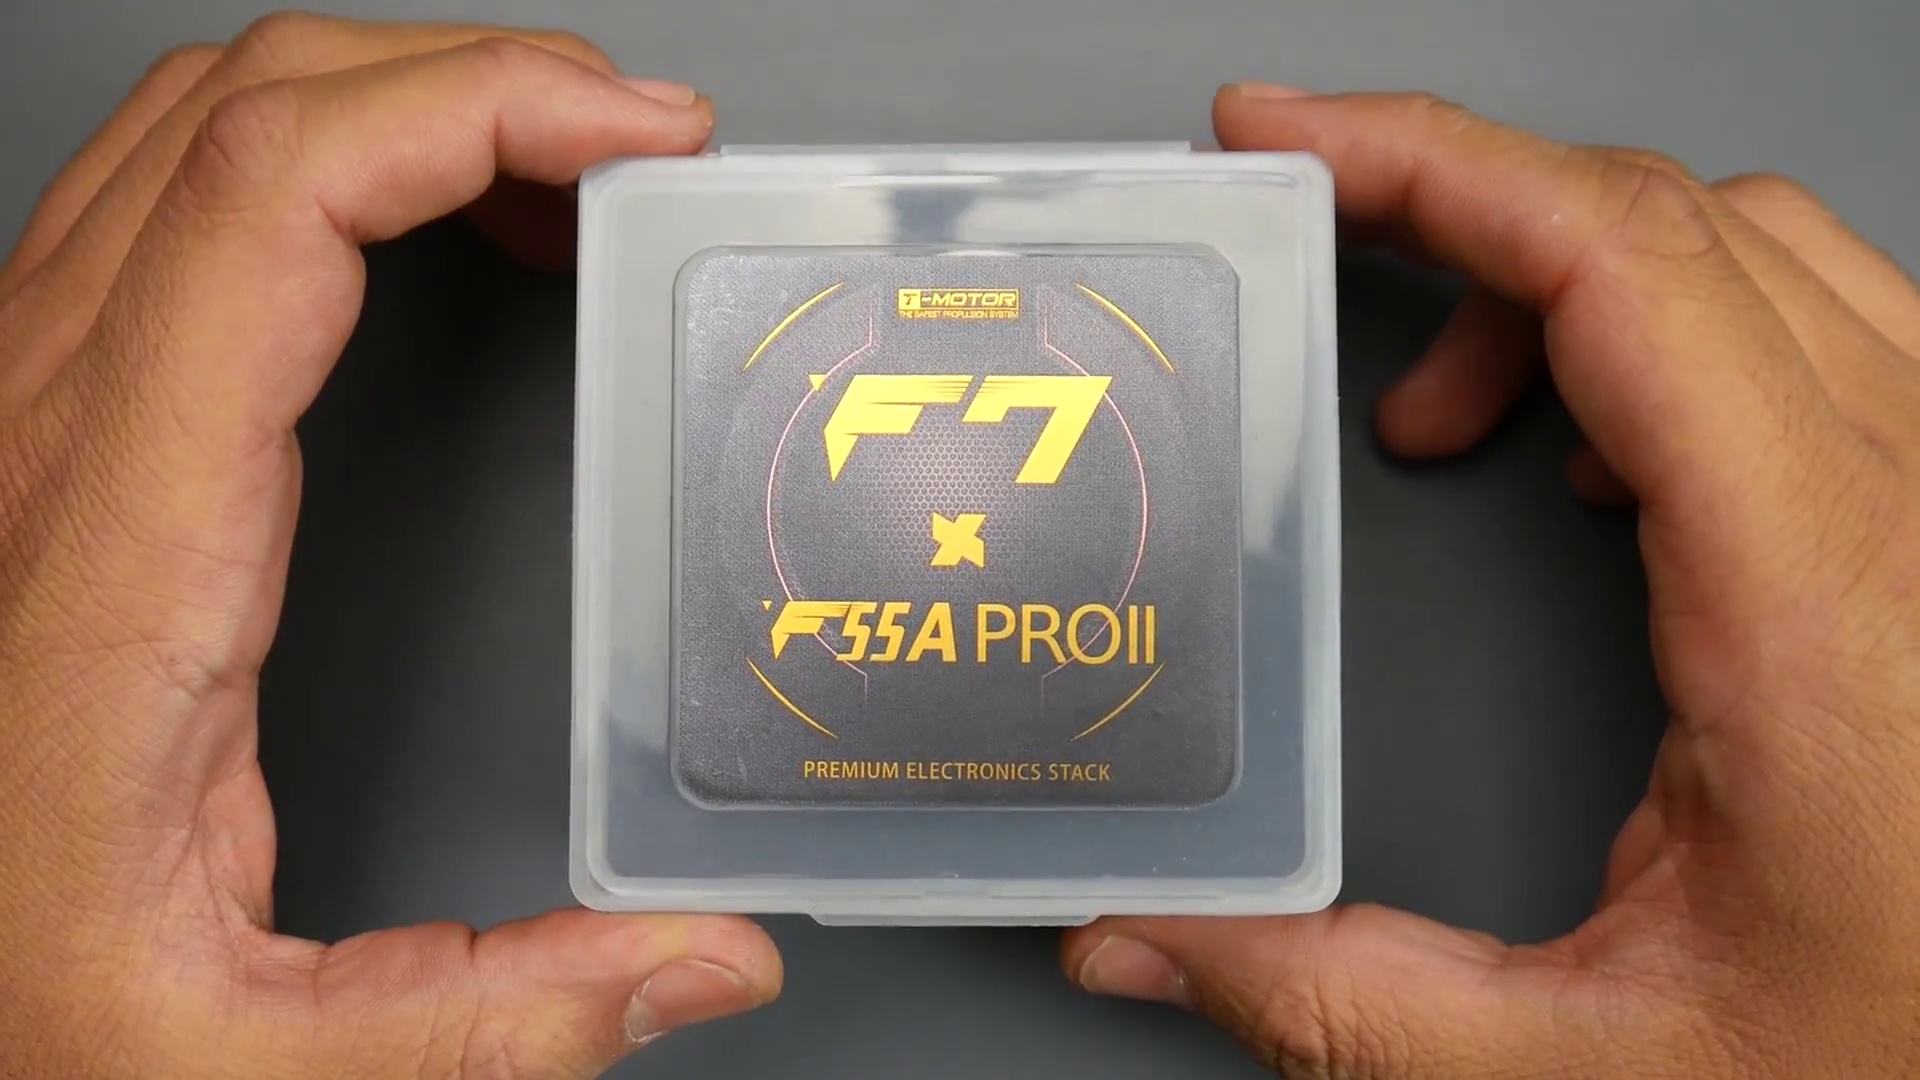 T-MOTOR
THE SAFEST PROPULSION SYSTEM
F7
X
F55A PROII
PREMIUM ELECTRONICS STACK